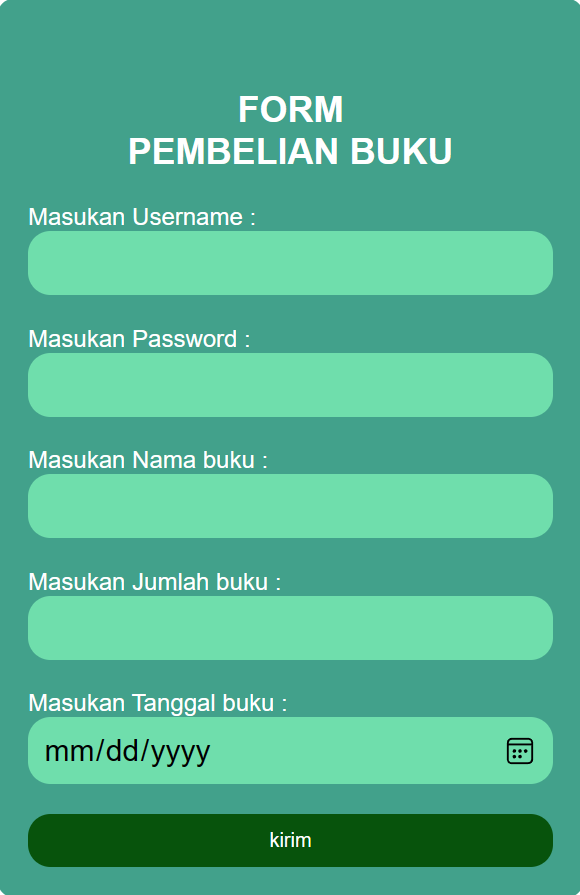 FORM
PEMBELIAN BUKU
Masukan Username :
Masukan Password :
Masukan Nama buku :
Masukan Jumlah buku :
Masukan Tanggal buku :
mm/dd/yyyy
kirim